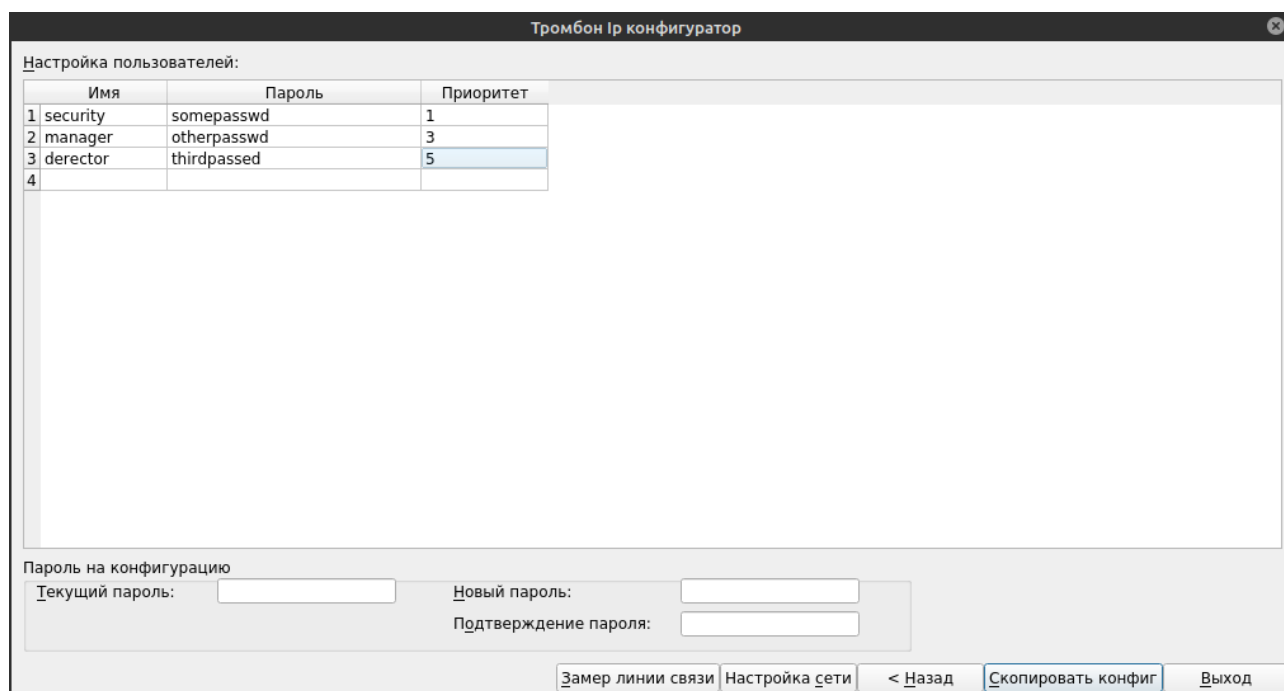 Тромбон Ip конфигуратор
Настройка пользователей:
Имя Пароль Приоритет
1 security somepasswd 1
2 manager otherpasswd 3
3 derector thirdpassed 5
4
Пароль на конфигурацию
Текущий пароль: Новый пароль:
Подтверждение пароля:
Замер линии связи Настройка сети < Назад Скопировать конфиг Выход